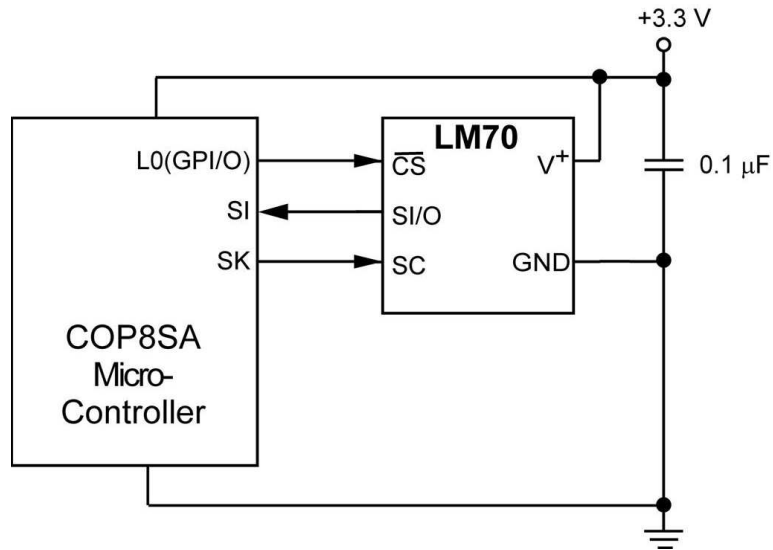 +3.3 V
LM70
L0(GPI/O)
CS
V+
0.1 μF
SI
SI/O
SK
SC
GND
COP8SA
Micro-
Controller